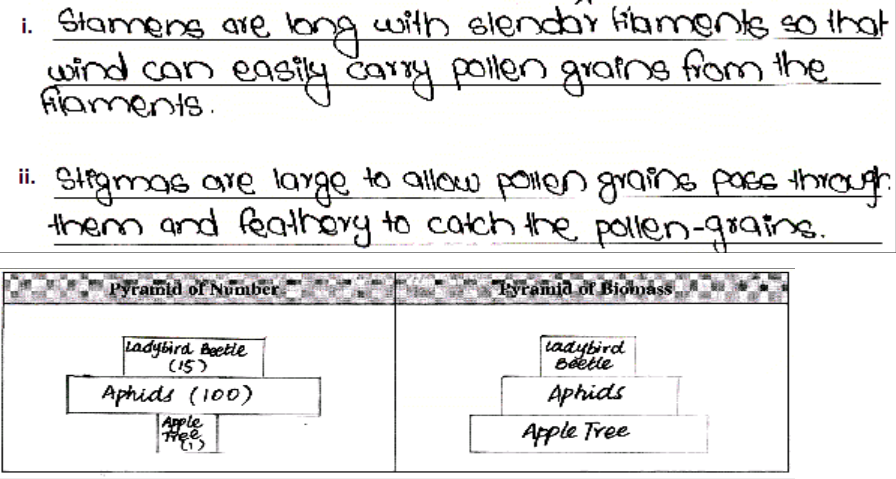 i. Stamens are long with slendar filaments so that
wind can easily carry pollen grains from the
filaments.
ii. Stigmas are large to allow pollen grains pass through
them and feathery to catch the pollen-grains.
Pyramid of Number Pyramid of Biomass
Ladybird Beetle
(15)
Aphids (100)
Apple
Tree
(1)
Ladybird
Beetle
Aphids
Apple Tree